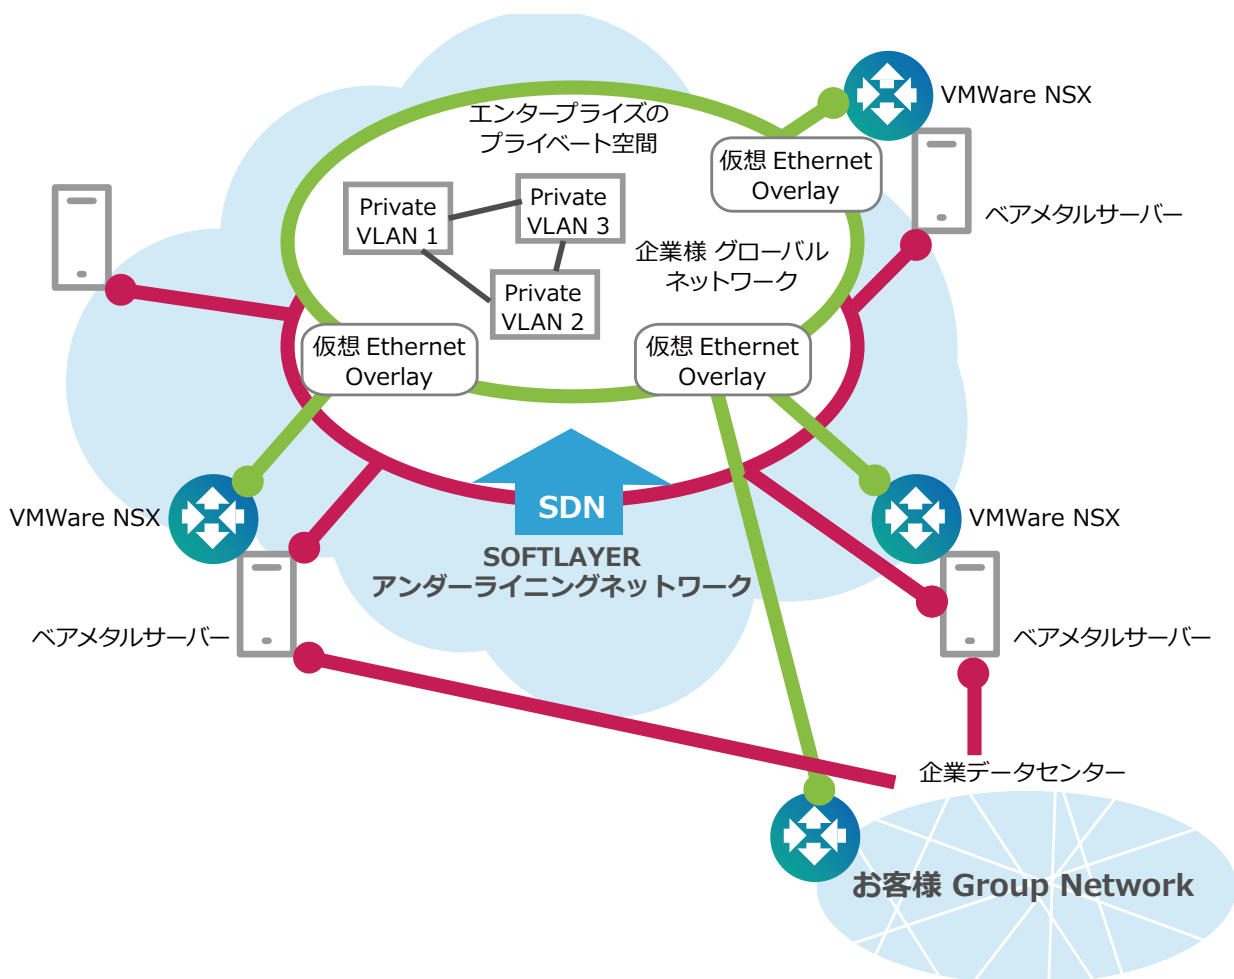 エンタープライズの
プライベート空間
VMWare NSX
仮想 Ethernet
Overlay
ベアメタルサーバー
Private
VLAN 1
Private
VLAN 3
Private
VLAN 2
企業様 グローバル
ネットワーク
仮想 Ethernet
Overlay
仮想 Ethernet
Overlay
SDN
SOFTLAYER
アンダーライニングネットワーク
VMWare NSX
VMWare NSX
ベアメタルサーバー
ベアメタルサーバー
企業データセンター
お客様 Group Network